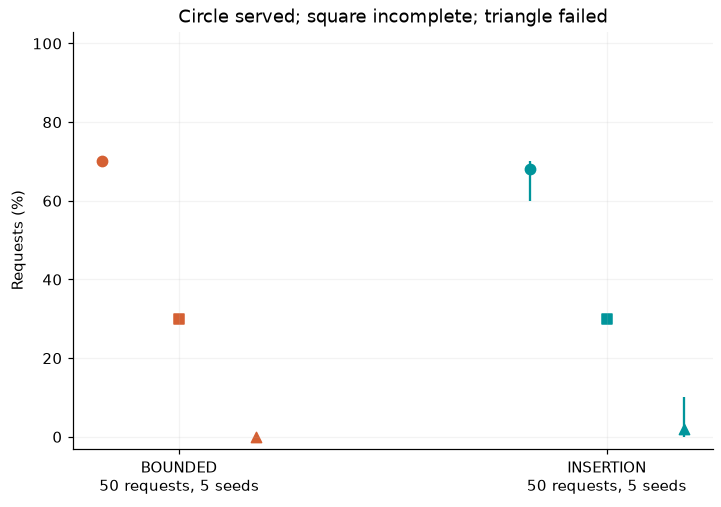 Circle served; square incomplete; triangle failed
Requests (%)
100
80
60
40
20
0
BOUNDED
50 requests, 5 seeds
INSERTION
50 requests, 5 seeds